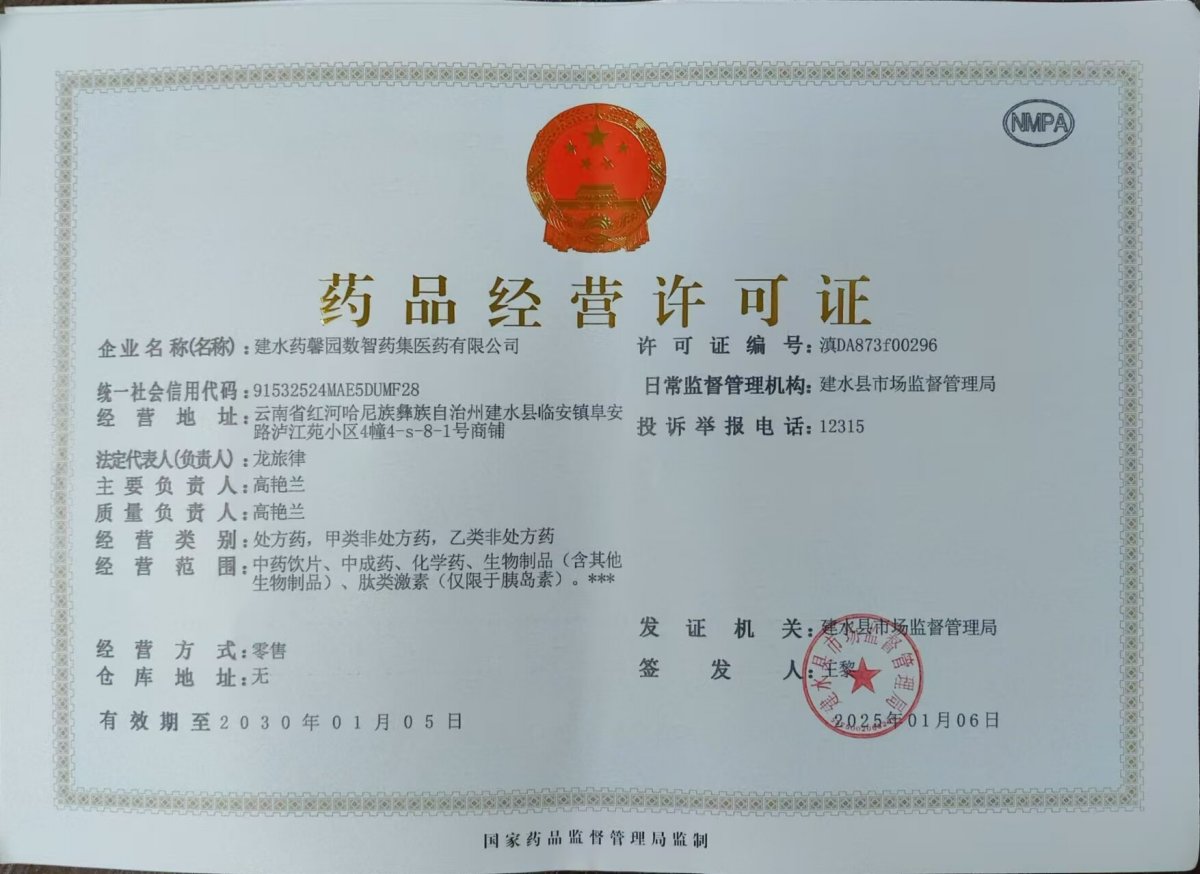 NMPA
药品经营许可证
企业名称(名称)：建水药馨园数智药集医药有限公司
许可证编号：滇DA873f00296
统一社会信用代码：91532524MAE5DUMF28
日常监督管理机构：建水县市场监督管理局
经营地址：云南省红河哈尼族彝族自治州建水县临安镇阜安
路泸江苑小区4幢4-s-8-1号商铺
投诉举报电话：12315
法定代表人(负责人)：龙旅律
主要负责人：高艳兰
质量负责人：高艳兰
经营类别：处方药，甲类非处方药，乙类非处方药
经营范围：中药饮片、中成药、化学药、生物制品（含其他
生物制品）、肽类激素（仅限于胰岛素）。***
发证机关：建水县市场监督管理局
经营方式：零售
签发人：王黎
仓库地址：无
建水县市场监督管理局
有效期至2030年01月05日
2025年01月06日
国家药品监督管理局监制